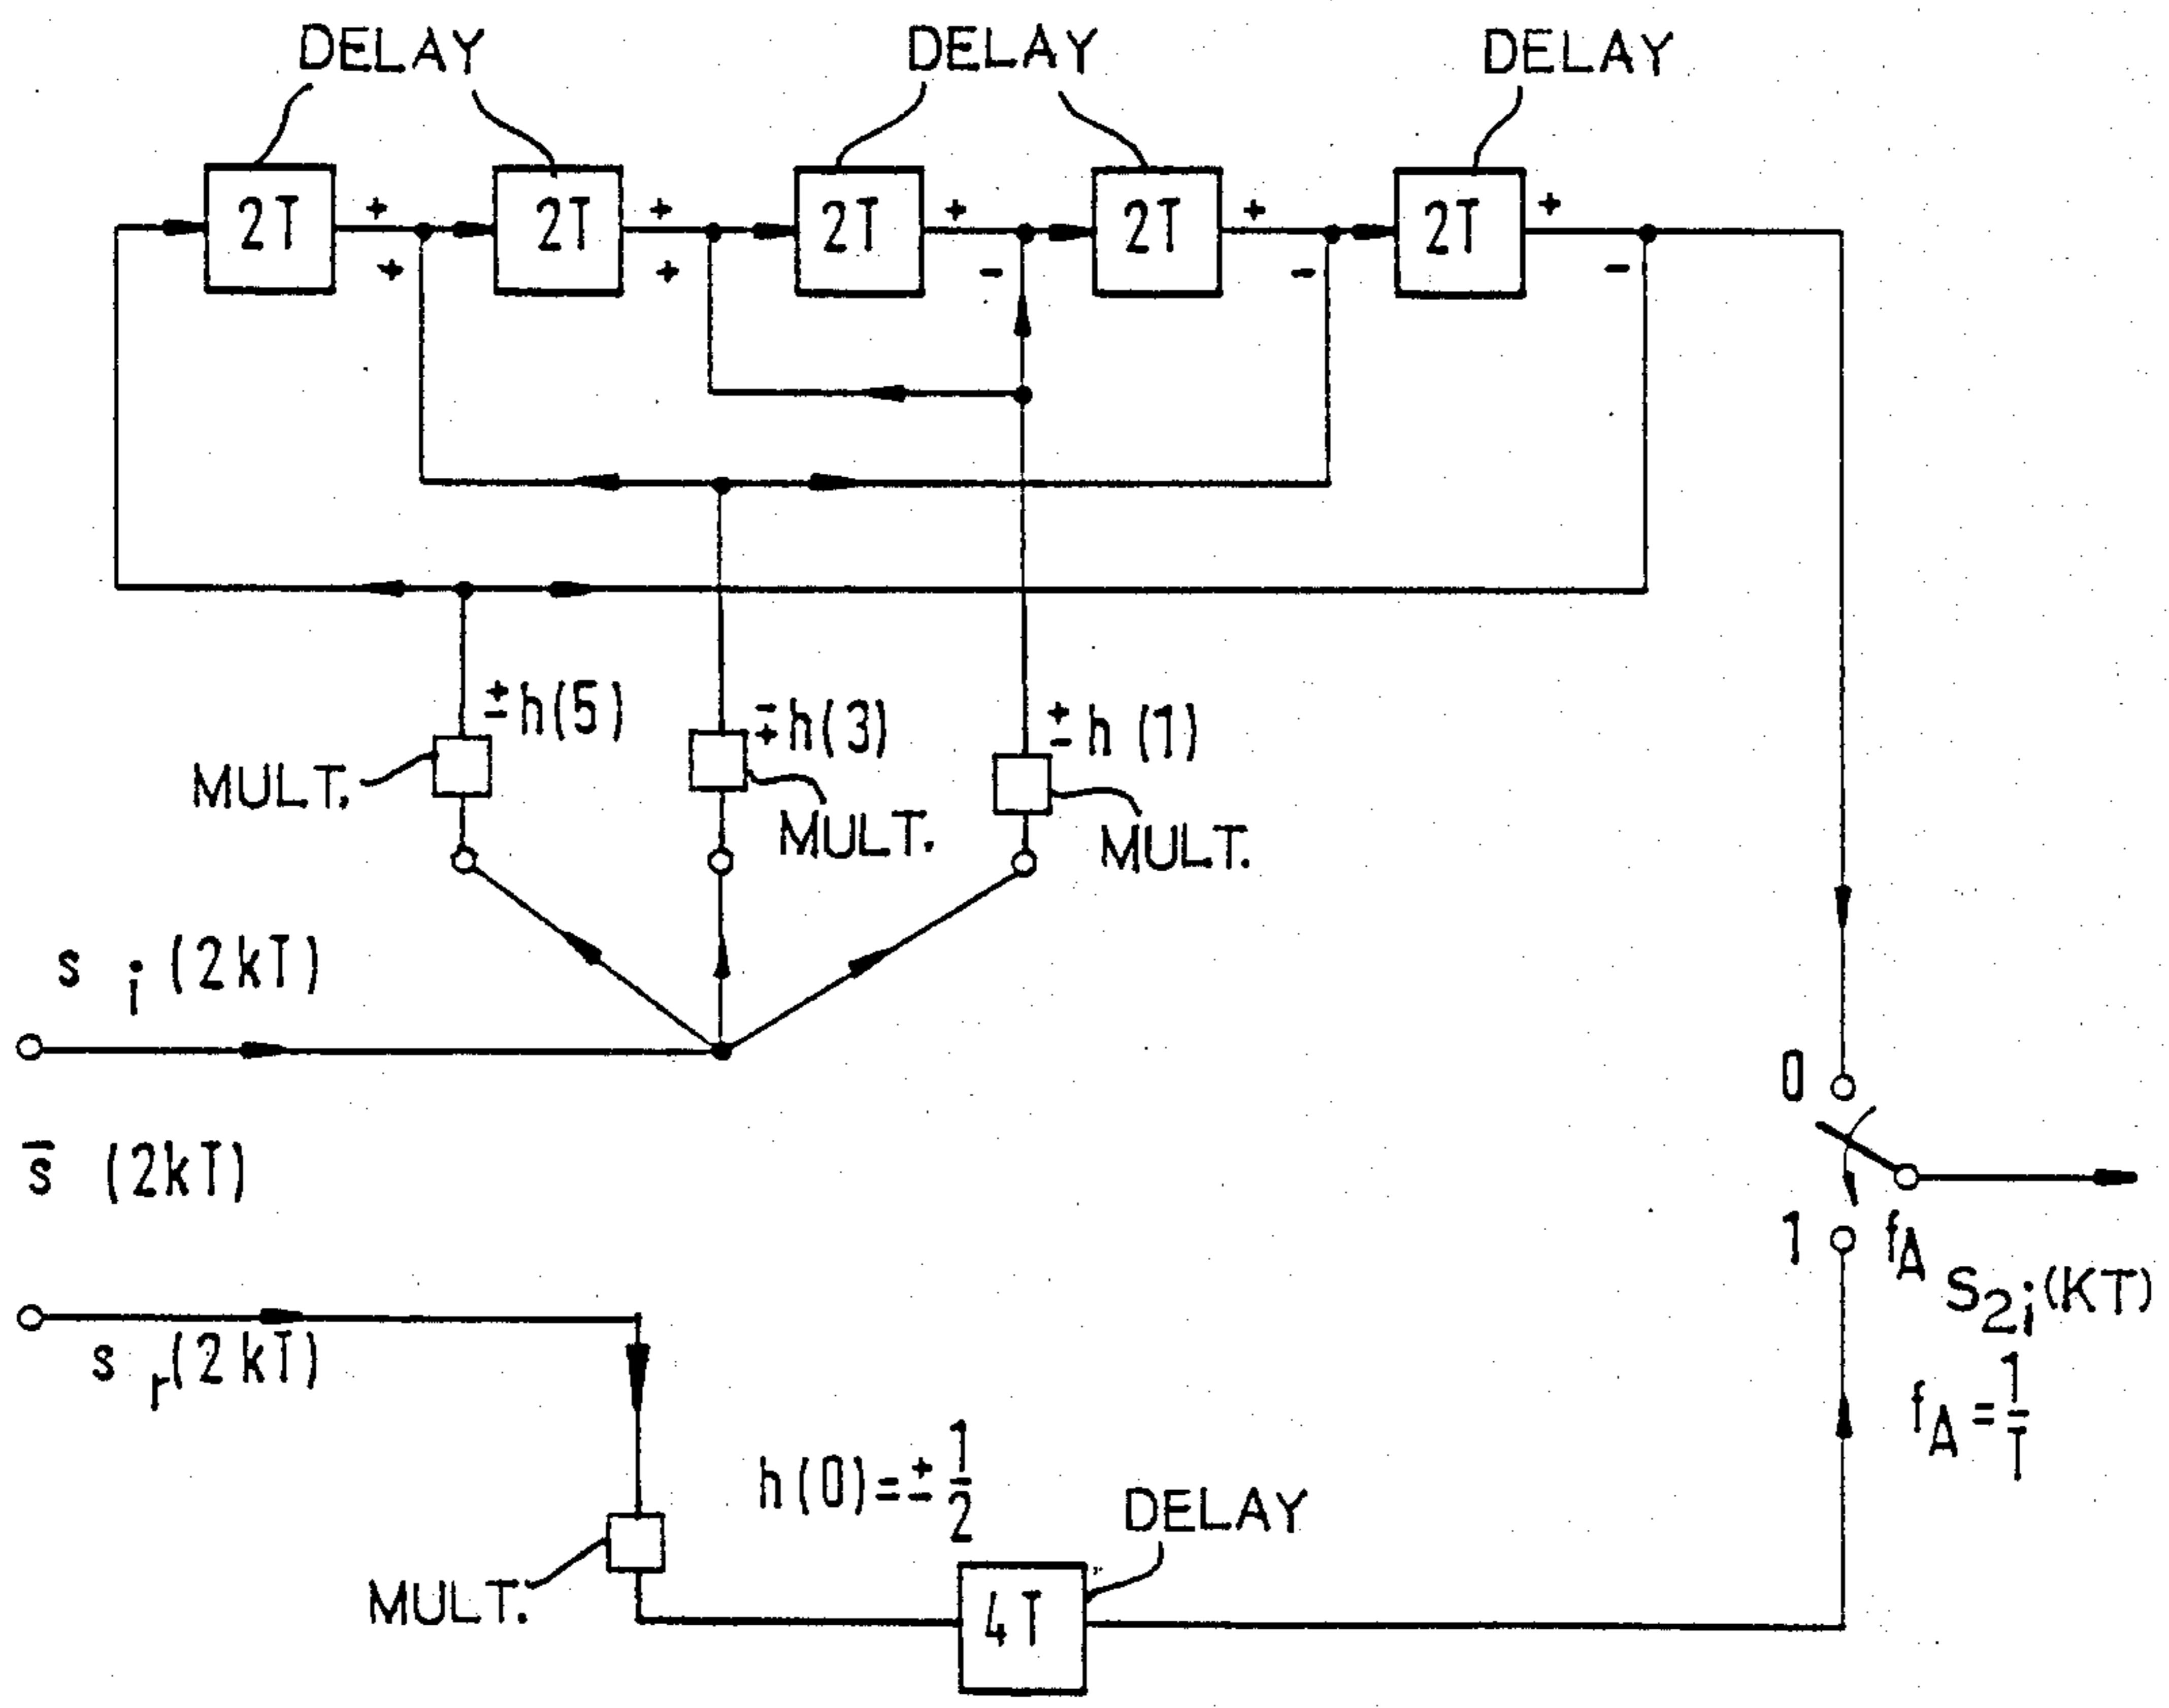 DELAY DELAY DELAY
2T 2T 2T 2T 2T
+ + + + +
+ + - - -
±h(5)
∓h(3)
±h(1)
MULT.
MULT.
MULT.
s i (2kT)
0
s̄ (2kT)
1
fA
S2i(KT)
s r(2kT)
fA = 1/T
h(0)=± 1/2
DELAY
MULT.
4T